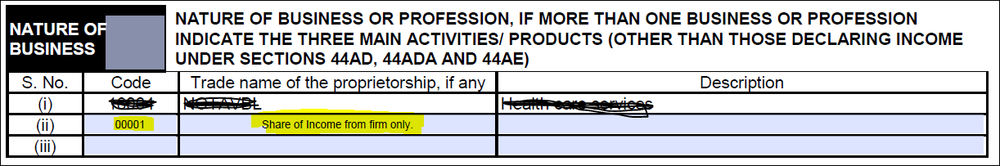 NATURE OF BUSINESS OR PROFESSION, IF MORE THAN ONE BUSINESS OR PROFESSION
NATURE OF
INDICATE THE THREE MAIN ACTIVITIES/ PRODUCTS (OTHER THAN THOSE DECLARING INCOME
BUSINESS
UNDER SECTIONS 44AD, 44ADA AND 44AE)
S. No. Code Trade name of the proprietorship, if any Description
(i) Health care services
(ii) 00001 Share of Income from firm only.
(iii)